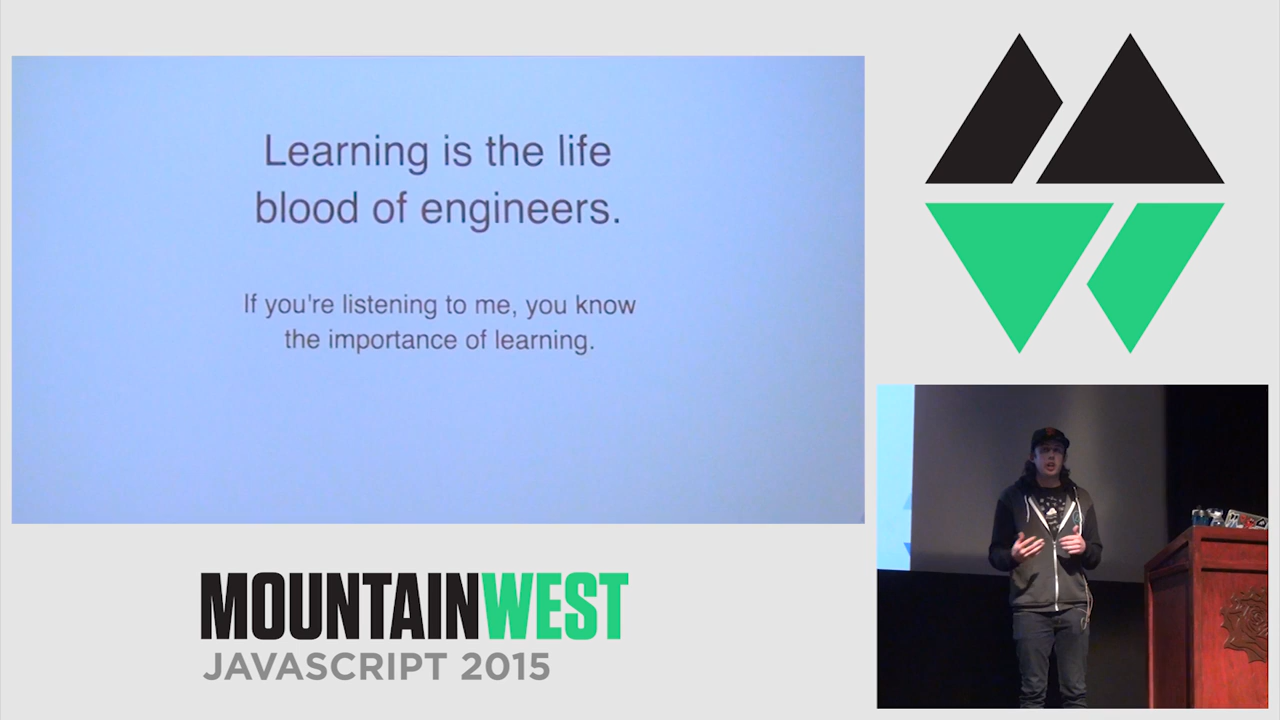 Learning is the life
blood of engineers.
If you're listening to me, you know
the importance of learning.
MOUNTAINWEST
JAVASCRIPT 2015